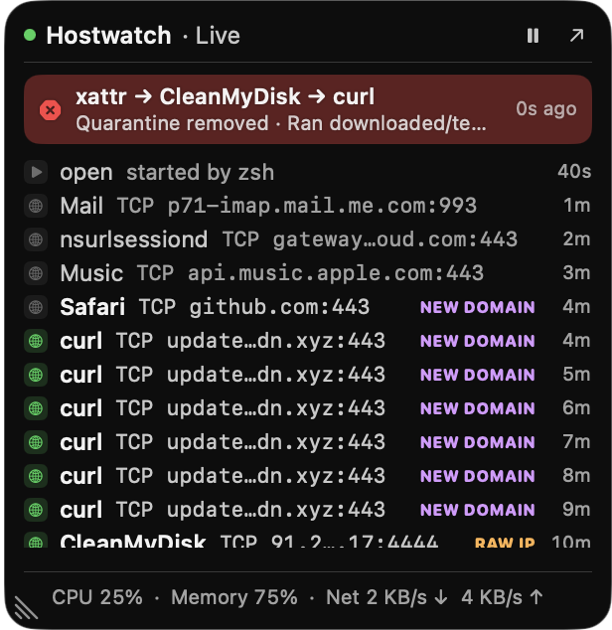 Hostwatch · Live
xattr → CleanMyDisk → curl
Quarantine removed · Ran downloaded/te…
0s ago
open started by zsh 40s
Mail TCP p71-imap.mail.me.com:993 1m
nsurlsessiond TCP gateway…oud.com:443 2m
Music TCP api.music.apple.com:443 3m
Safari TCP github.com:443 NEW DOMAIN 4m
curl TCP update…dn.xyz:443 NEW DOMAIN 4m
curl TCP update…dn.xyz:443 NEW DOMAIN 5m
curl TCP update…dn.xyz:443 NEW DOMAIN 6m
curl TCP update…dn.xyz:443 NEW DOMAIN 7m
curl TCP update…dn.xyz:443 NEW DOMAIN 8m
curl TCP update…dn.xyz:443 NEW DOMAIN 9m
CleanMyDisk TCP 91.2….17:4444 RAW IP 10m
CPU 25% · Memory 75% · Net 2 KB/s ↓ 4 KB/s ↑